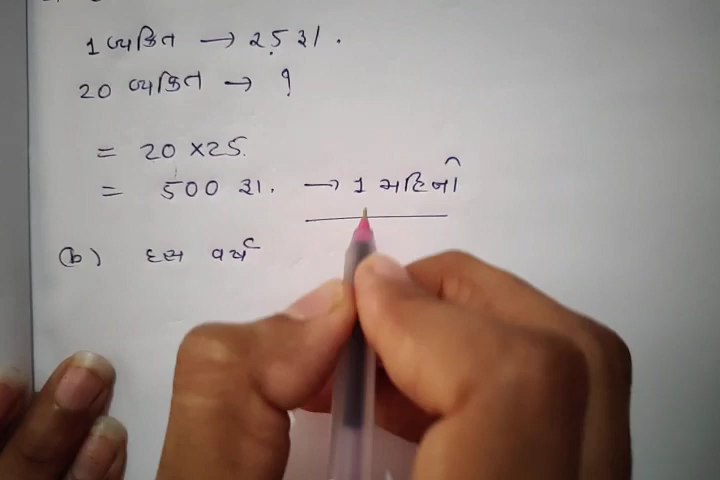 1 વ્યકિત → 25 રૂા.
20 વ્યકિત → ?
= 20 × 25
= 500 રૂા. → 1 મહિનો
(b) દસ વર્ષ